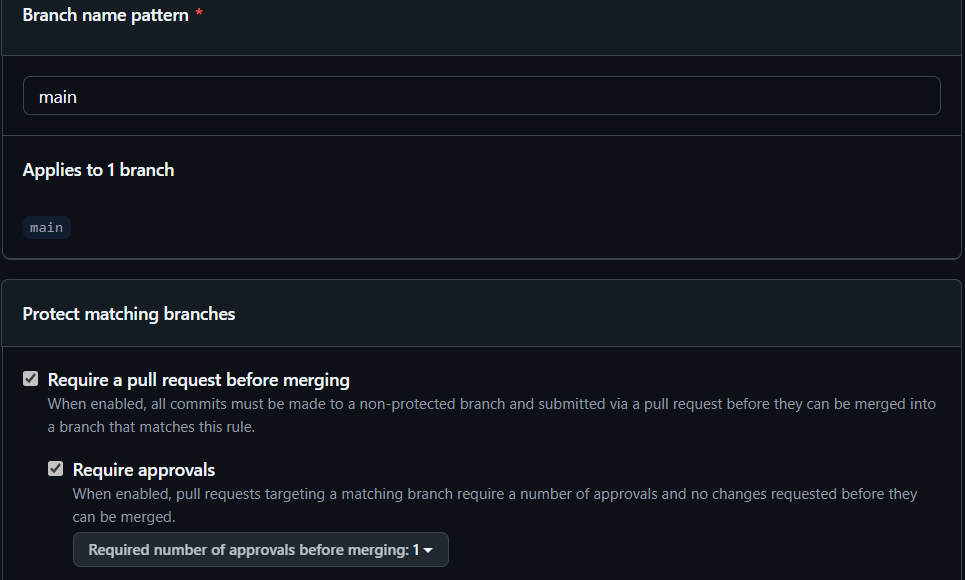 Branch name pattern *
main
Applies to 1 branch
main
Protect matching branches
Require a pull request before merging
When enabled, all commits must be made to a non-protected branch and submitted via a pull request before they can be merged into
a branch that matches this rule.
Require approvals
When enabled, pull requests targeting a matching branch require a number of approvals and no changes requested before they
can be merged.
Required number of approvals before merging: 1